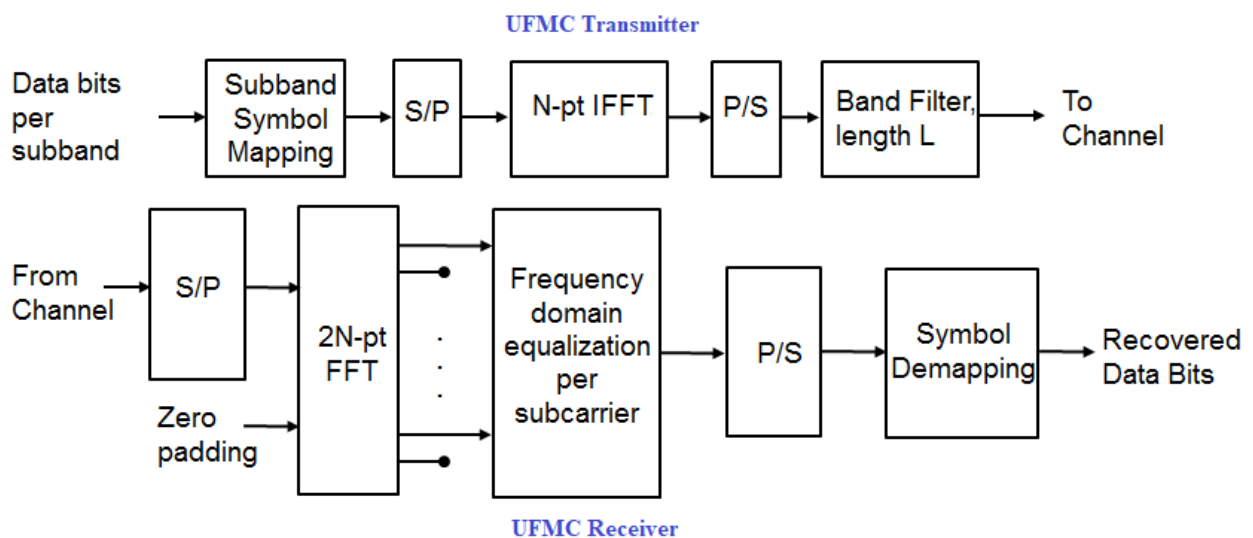 UFMC Transmitter
Data bits
per
subband
Subband
Symbol
Mapping
S/P
N-pt IFFT
P/S
Band Filter,
length L
To
Channel
From
Channel
S/P
Zero
padding
2N-pt
FFT
.
.
.
Frequency
domain
equalization
per
subcarrier
P/S
Symbol
Demapping
Recovered
Data Bits
UFMC Receiver